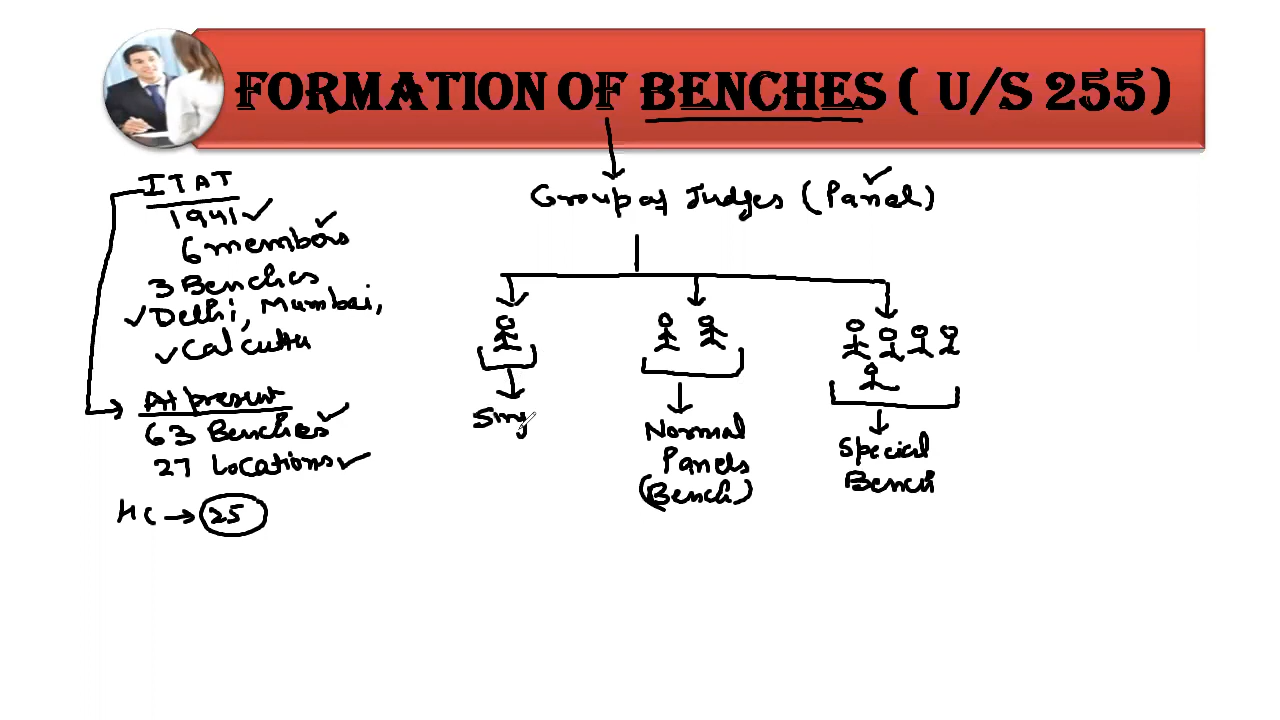 FORMATION OF BENCHES ( U/S 255)
ITAT
1941
6 members
3 Benches
Delhi, Mumbai,
Calcutta
At present
63 Benches
27 Locations
HC → 25
Group of Judges (Panel)
Sing
Normal
Panels
(Bench)
Special
Bench